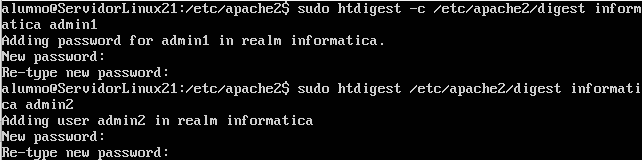 alumno@ServidorLinux21:/etc/apache2$ sudo htdigest -c /etc/apache2/digest inform
atica admin1
Adding password for admin1 in realm informatica.
New password:
Re-type new password:
alumno@ServidorLinux21:/etc/apache2$ sudo htdigest /etc/apache2/digest informati
ca admin2
Adding user admin2 in realm informatica
New password:
Re-type new password: